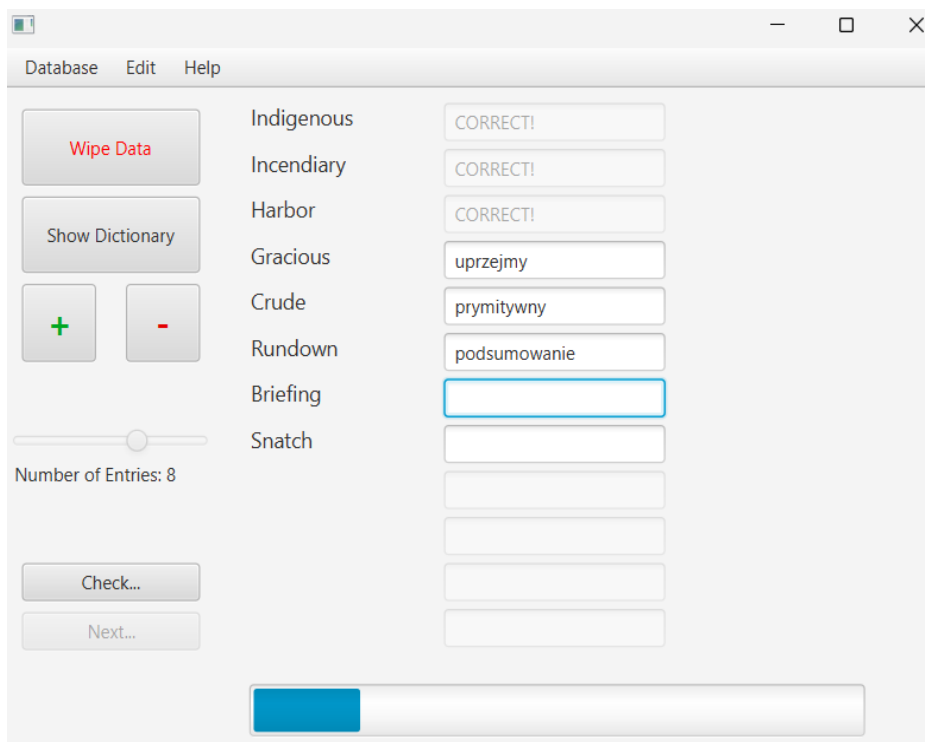 Database Edit Help
Wipe Data
Show Dictionary
+ -
Number of Entries: 8
Check...
Next...
Indigenous CORRECT!
Incendiary CORRECT!
Harbor CORRECT!
Gracious uprzejmy
Crude prymitywny
Rundown podsumowanie
Briefing
Snatch